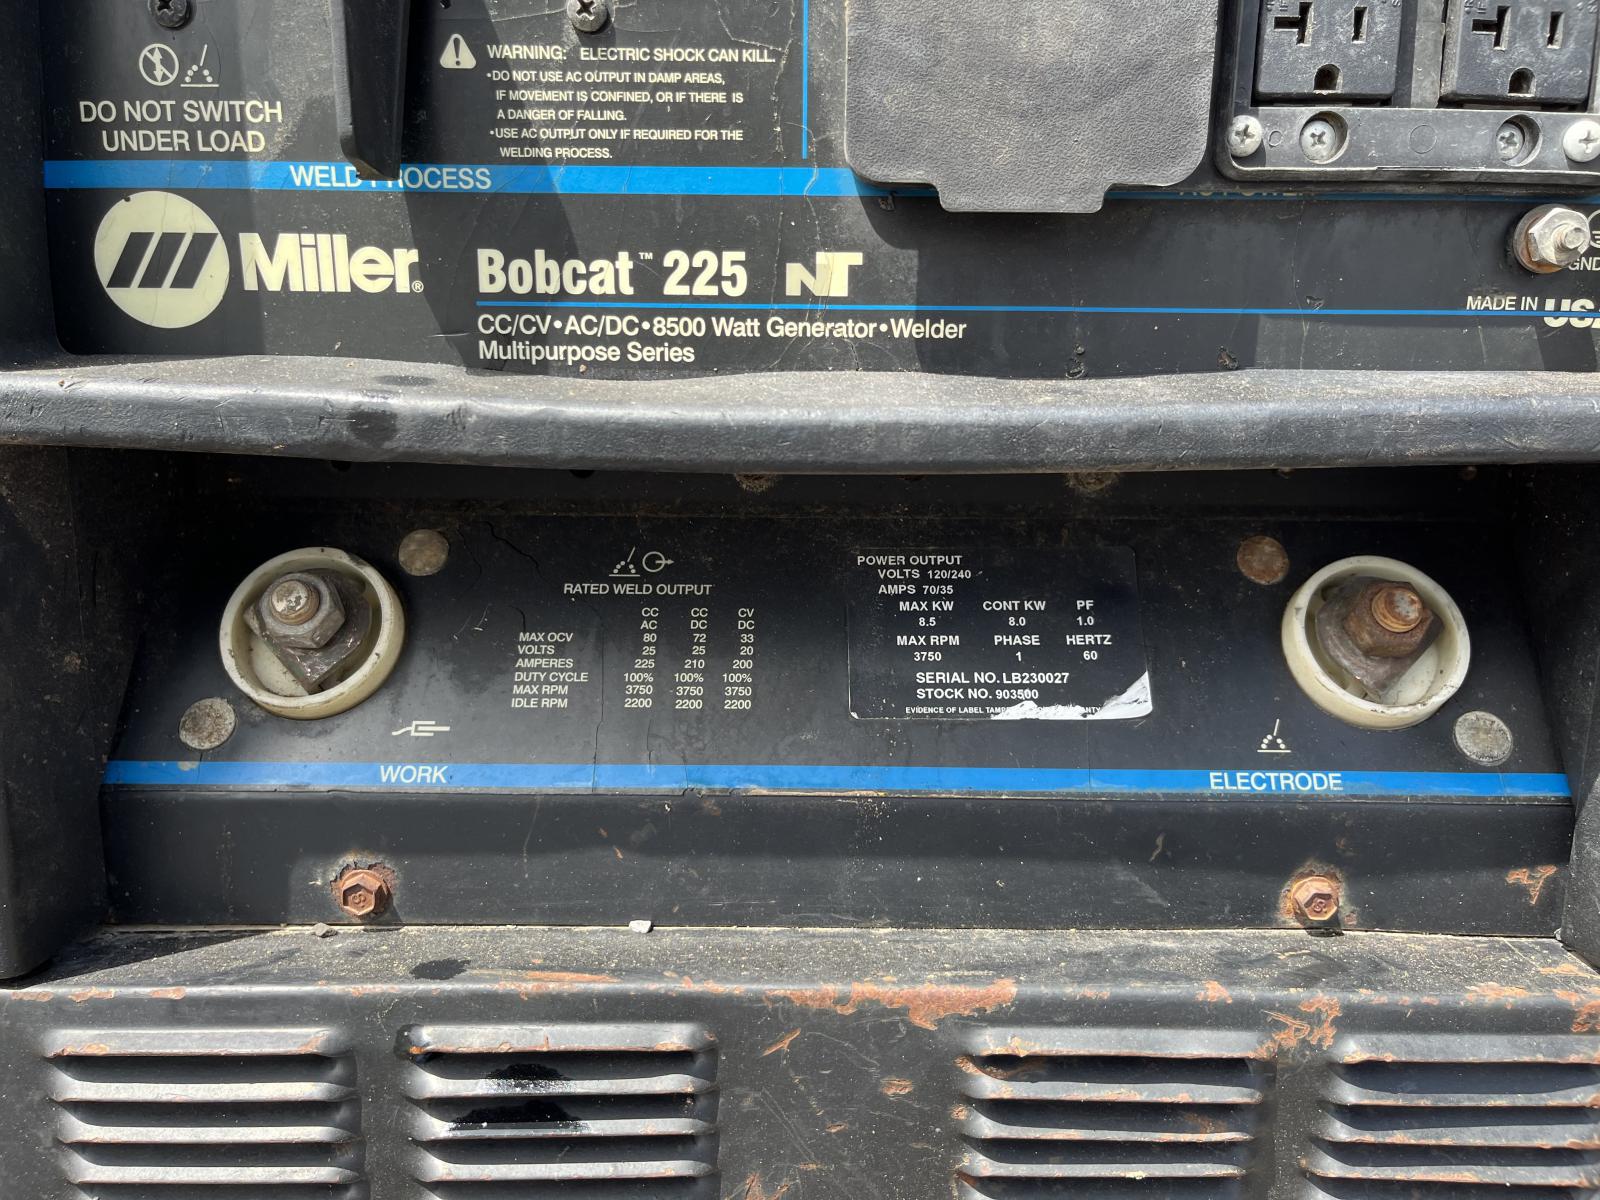 DO NOT SWITCH
UNDER LOAD
WARNING: ELECTRIC SHOCK CAN KILL.
•DO NOT USE AC OUTPUT IN DAMP AREAS,
IF MOVEMENT IS CONFINED, OR IF THERE IS
A DANGER OF FALLING.
•USE AC OUTPUT ONLY IF REQUIRED FOR THE
WELDING PROCESS.
WELD PROCESS
Miller®
Bobcat™ 225 NT
CC/CV•AC/DC•8500 Watt Generator•Welder
Multipurpose Series
GND
MADE IN USA
RATED WELD OUTPUT
CC CC CV
AC DC DC
MAX OCV 80 72 33
VOLTS 25 25 20
AMPERES 225 210 200
DUTY CYCLE 100% 100% 100%
MAX RPM 3750 3750 3750
IDLE RPM 2200 2200 2200
POWER OUTPUT
VOLTS 120/240
AMPS 70/35
MAX KW CONT KW PF
8.5 8.0 1.0
MAX RPM PHASE HERTZ
3750 1 60
SERIAL NO. LB230027
STOCK NO. 903500
EVIDENCE OF LABEL
WORK
ELECTRODE